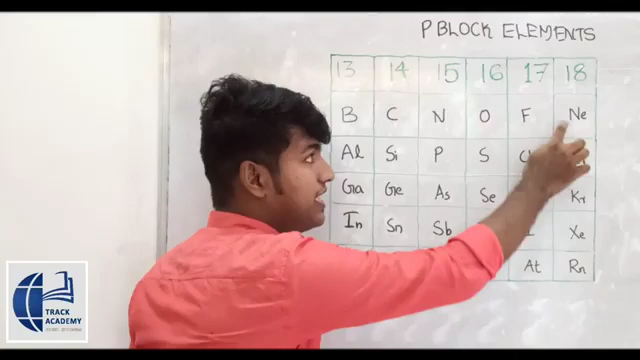 P BLOCK ELEMENTS
13 14 15 16 17 18
B C N O F Ne
Al Si P S
Ga Ge As Se Kr
In Sn Sb Xe
At Rn
TRACK
ACADEMY